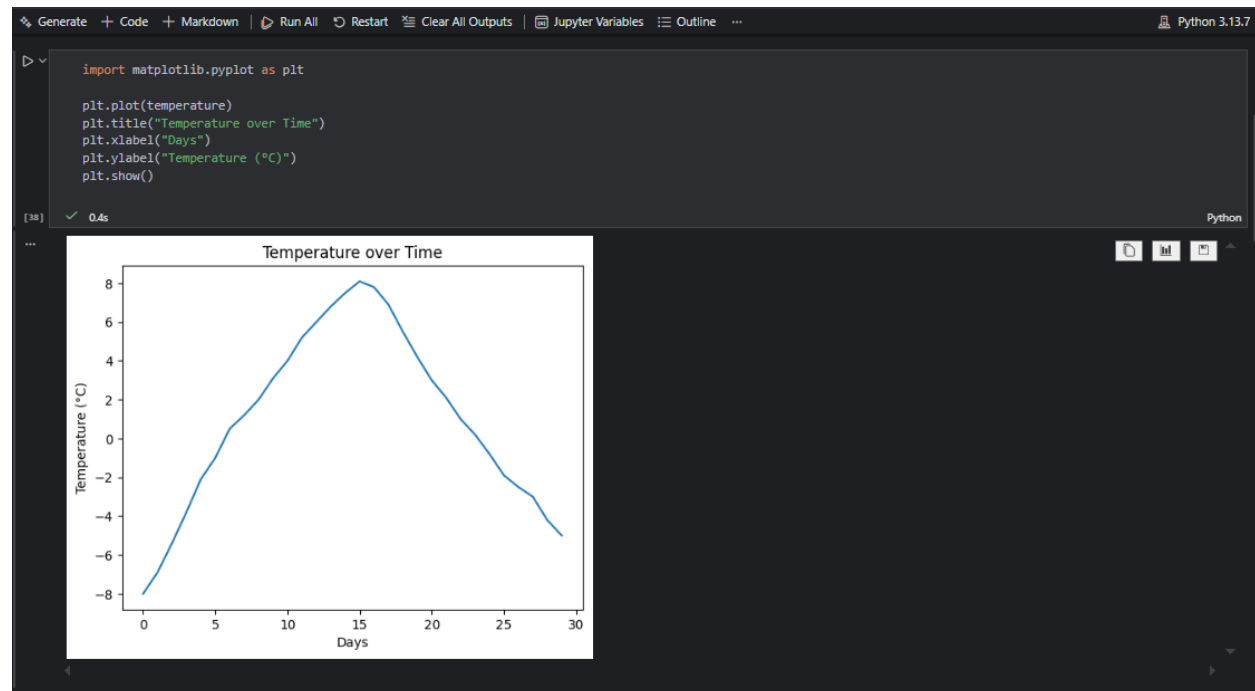 Generate + Code + Markdown Run All Restart Clear All Outputs Jupyter Variables Outline ... Python 3.13.7
import matplotlib.pyplot as plt
plt.plot(temperature)
plt.title("Temperature over Time")
plt.xlabel("Days")
plt.ylabel("Temperature (°C)")
plt.show()
[38] 0.4s Python
...
Temperature over Time
8
6
4
2
0
−2
−4
−6
−8
Temperature (°C)
0 5 10 15 20 25 30
Days